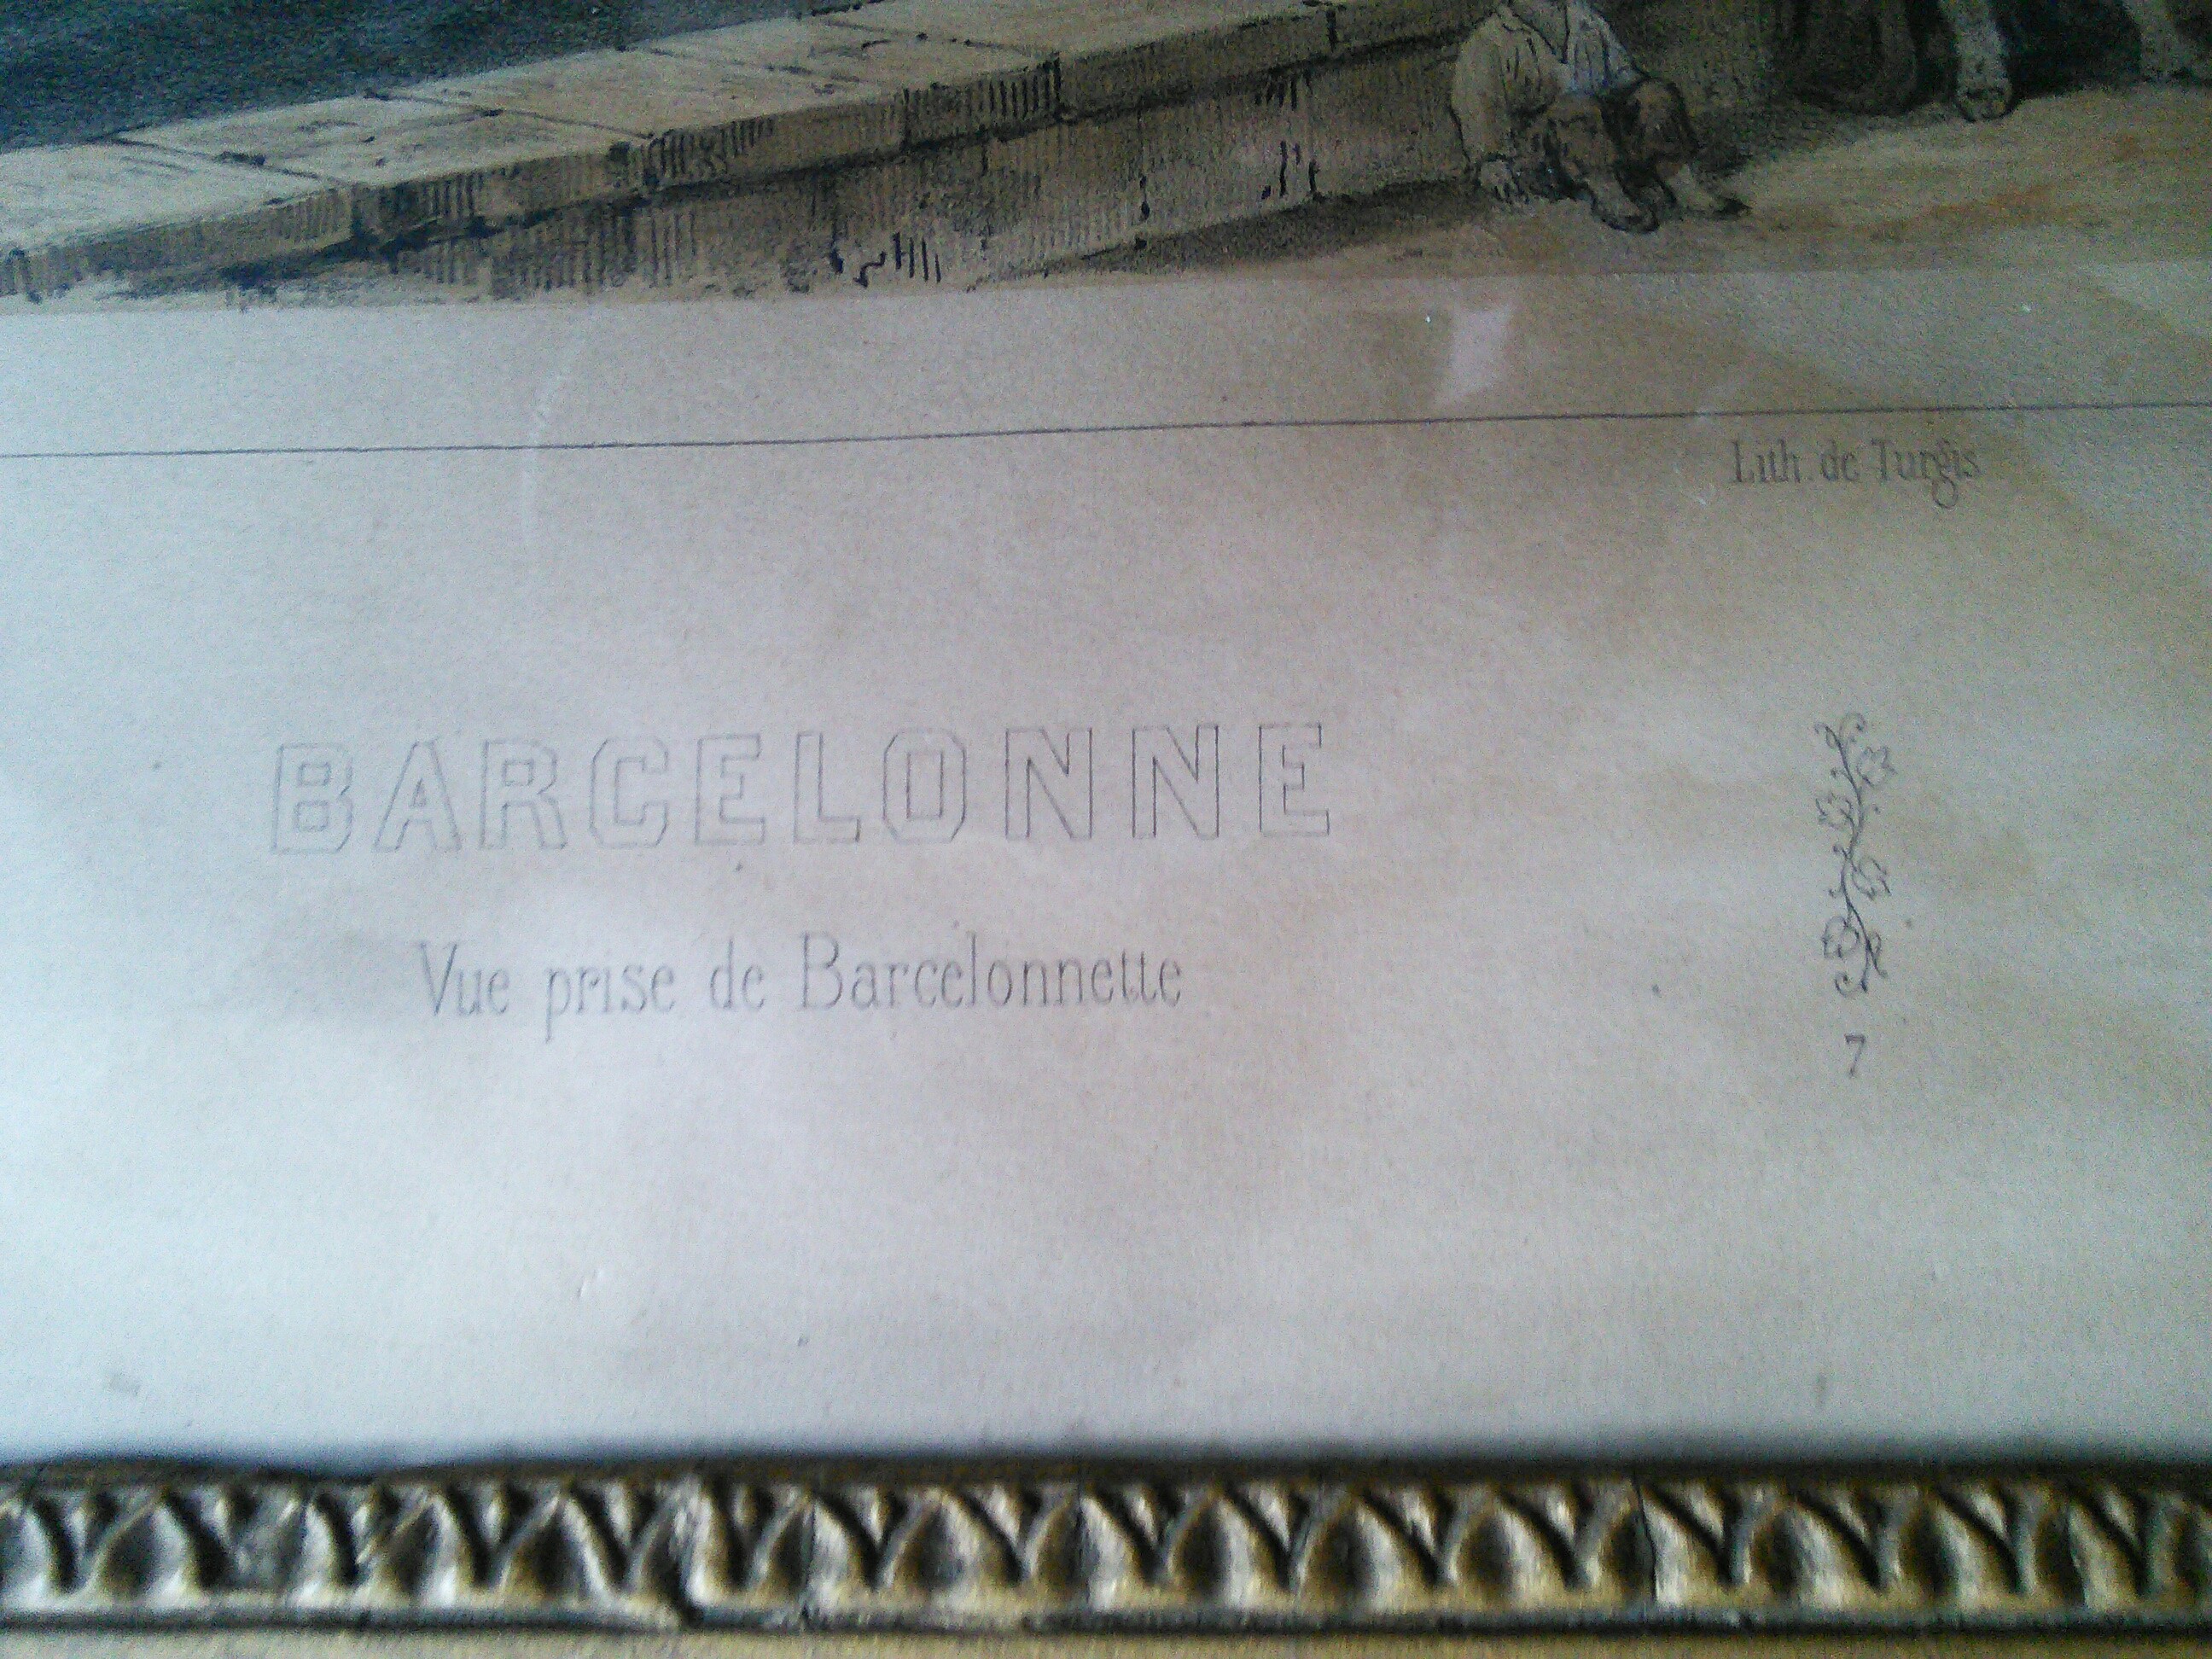 Lith. de Turgis
BARCELONNE
Vue prise de Barcelonnette
7